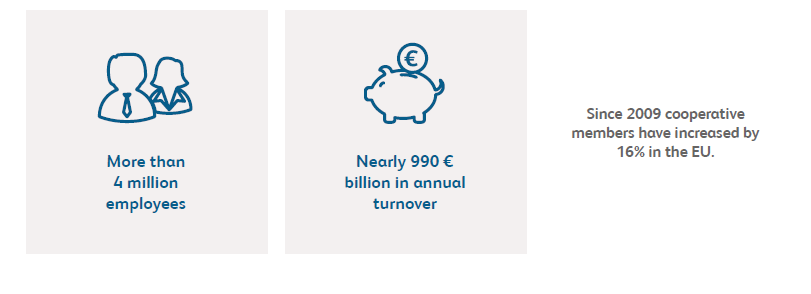 €
More than
4 million
employees
Nearly 990 €
billion in annual
turnover
Since 2009 cooperative
members have increased by
16% in the EU.